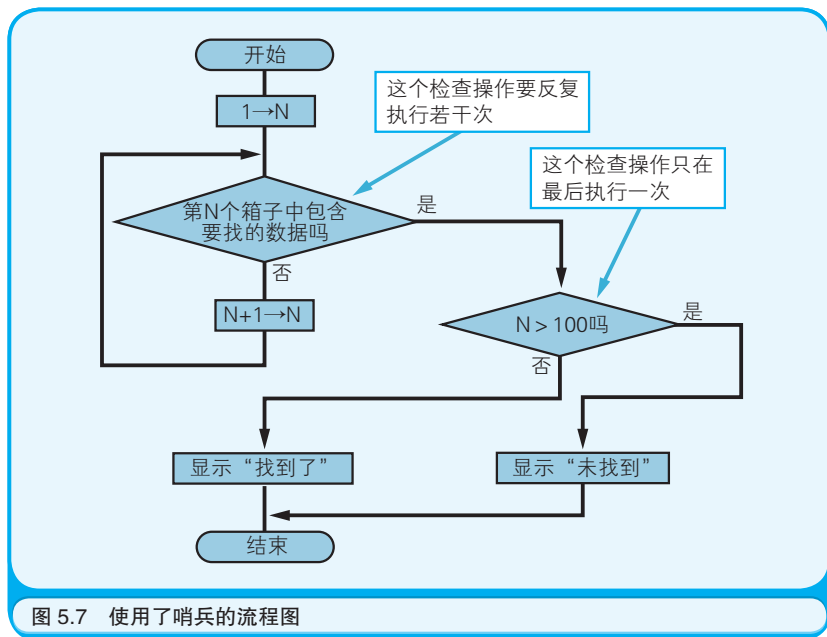 开始
1→N
这个检查操作要反复
执行若干次
这个检查操作只在
最后执行一次
第N个箱子中包含
要找的数据吗
是
否
N+1→N
N > 100吗
是
否
显示“找到了”
显示“未找到”
结束
图 5.7 使用了哨兵的流程图